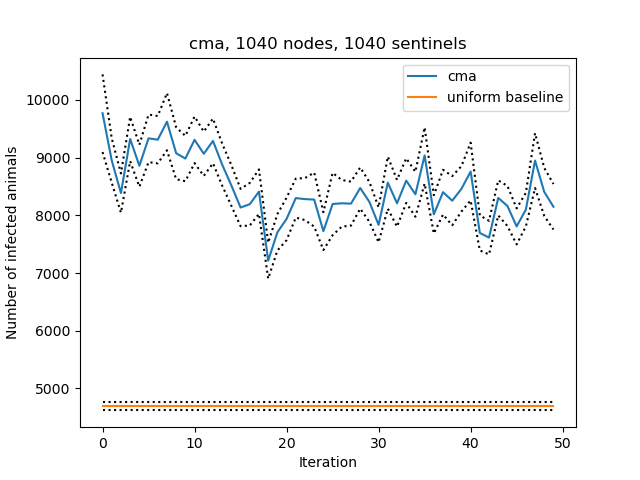 cma, 1040 nodes, 1040 sentinels
cma
uniform baseline
10000
9000
8000
7000
6000
5000
Number of infected animals
0 10 20 30 40 50
Iteration